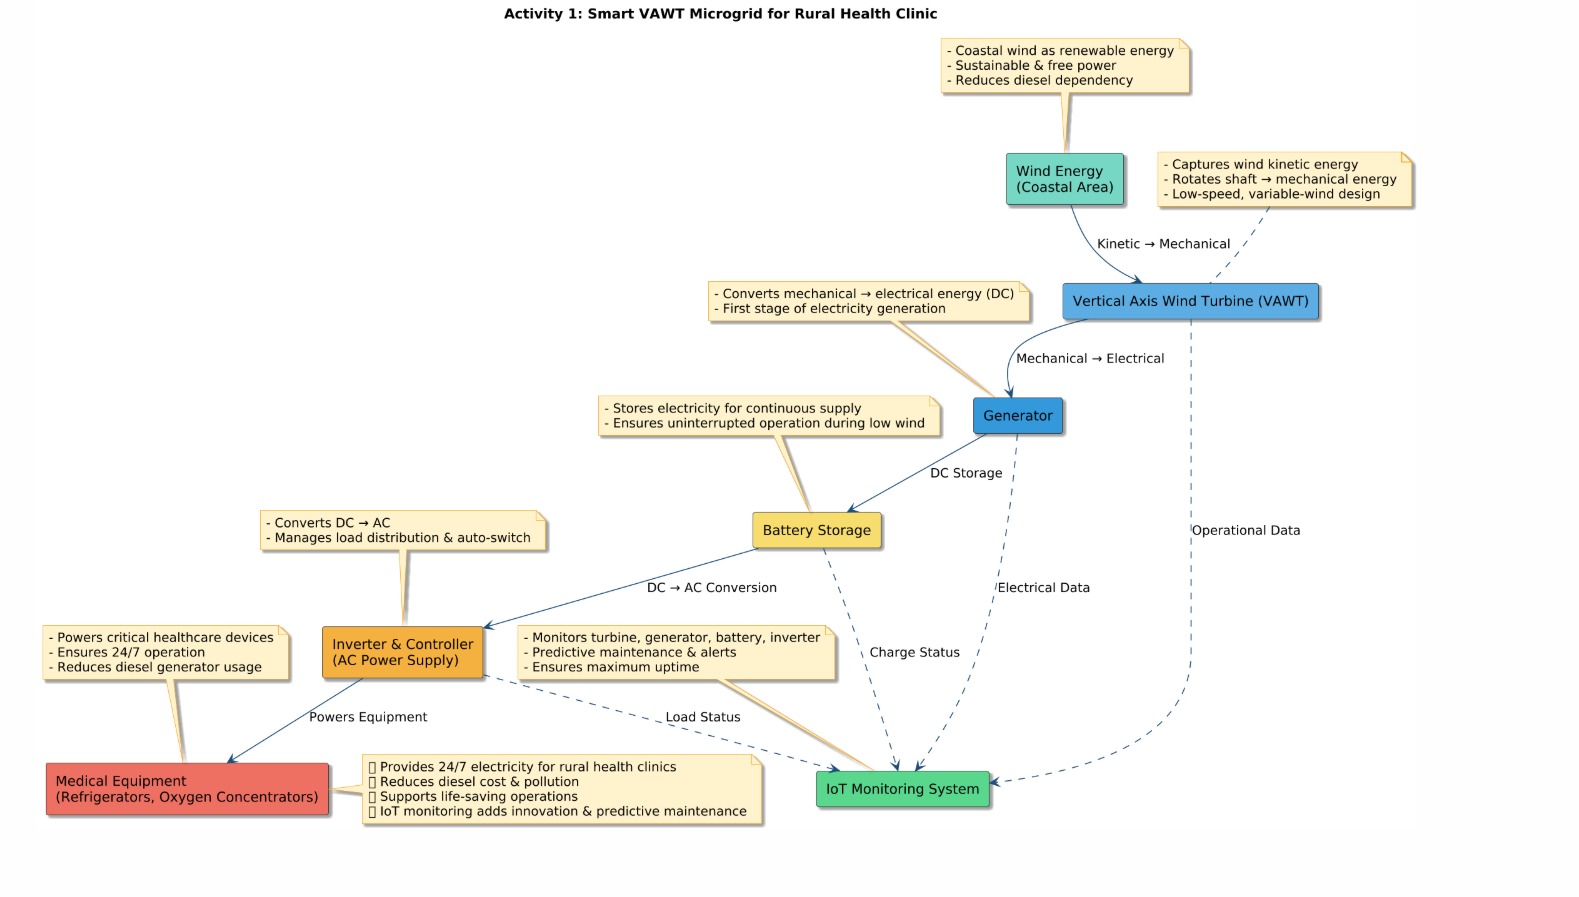 Activity 1: Smart VAWT Microgrid for Rural Health Clinic
- Coastal wind as renewable energy
- Sustainable & free power
- Reduces diesel dependency
Wind Energy
(Coastal Area)
- Captures wind kinetic energy
- Rotates shaft → mechanical energy
- Low-speed, variable-wind design
Kinetic → Mechanical
- Converts mechanical → electrical energy (DC)
- First stage of electricity generation
Vertical Axis Wind Turbine (VAWT)
Mechanical → Electrical
- Stores electricity for continuous supply
- Ensures uninterrupted operation during low wind
Generator
DC Storage
- Converts DC → AC
- Manages load distribution & auto-switch
Battery Storage
Operational Data
DC → AC Conversion
Electrical Data
- Powers critical healthcare devices
- Ensures 24/7 operation
- Reduces diesel generator usage
Inverter & Controller
(AC Power Supply)
- Monitors turbine, generator, battery, inverter
- Predictive maintenance & alerts
- Ensures maximum uptime
Charge Status
Powers Equipment
Load Status
Medical Equipment
(Refrigerators, Oxygen Concentrators)
Provides 24/7 electricity for rural health clinics
Reduces diesel cost & pollution
Supports life-saving operations
IoT monitoring adds innovation & predictive maintenance
IoT Monitoring System